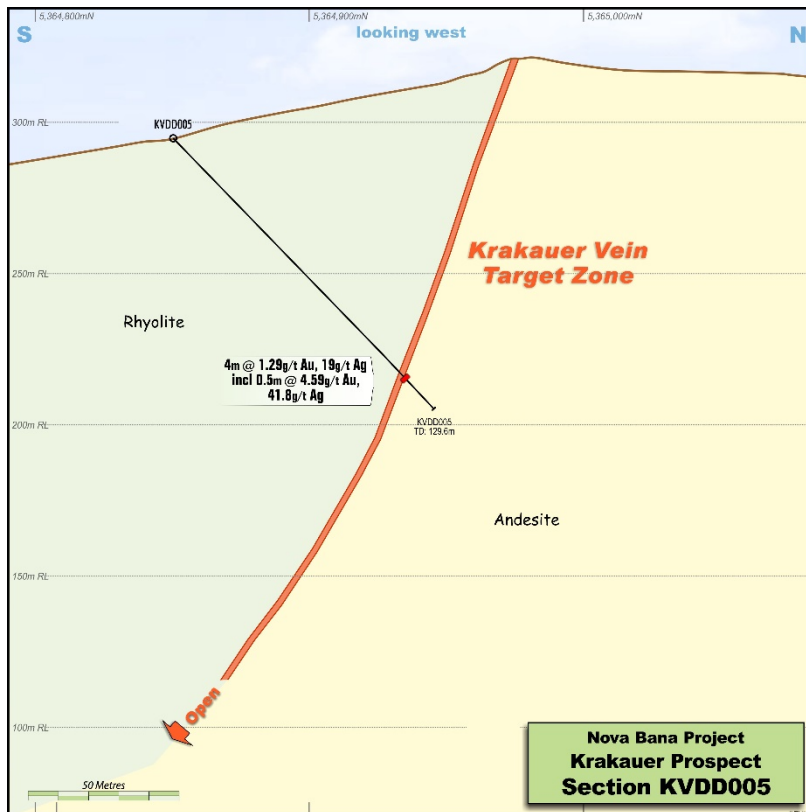 5,364,800mN
5,364,900mN
5,365,000mN
S
looking west
N
KVDD005
300m RL
Krakauer Vein
Target Zone
250m RL
Rhyolite
4m @ 1.29g/t Au, 19g/t Ag
incl 0.5m @ 4.59g/t Au,
41.8g/t Ag
KVDD005
TD: 129.6m
200m RL
Andesite
150m RL
Open
100m RL
50 Metres
Nova Bana Project
Krakauer Prospect
Section KVDD005